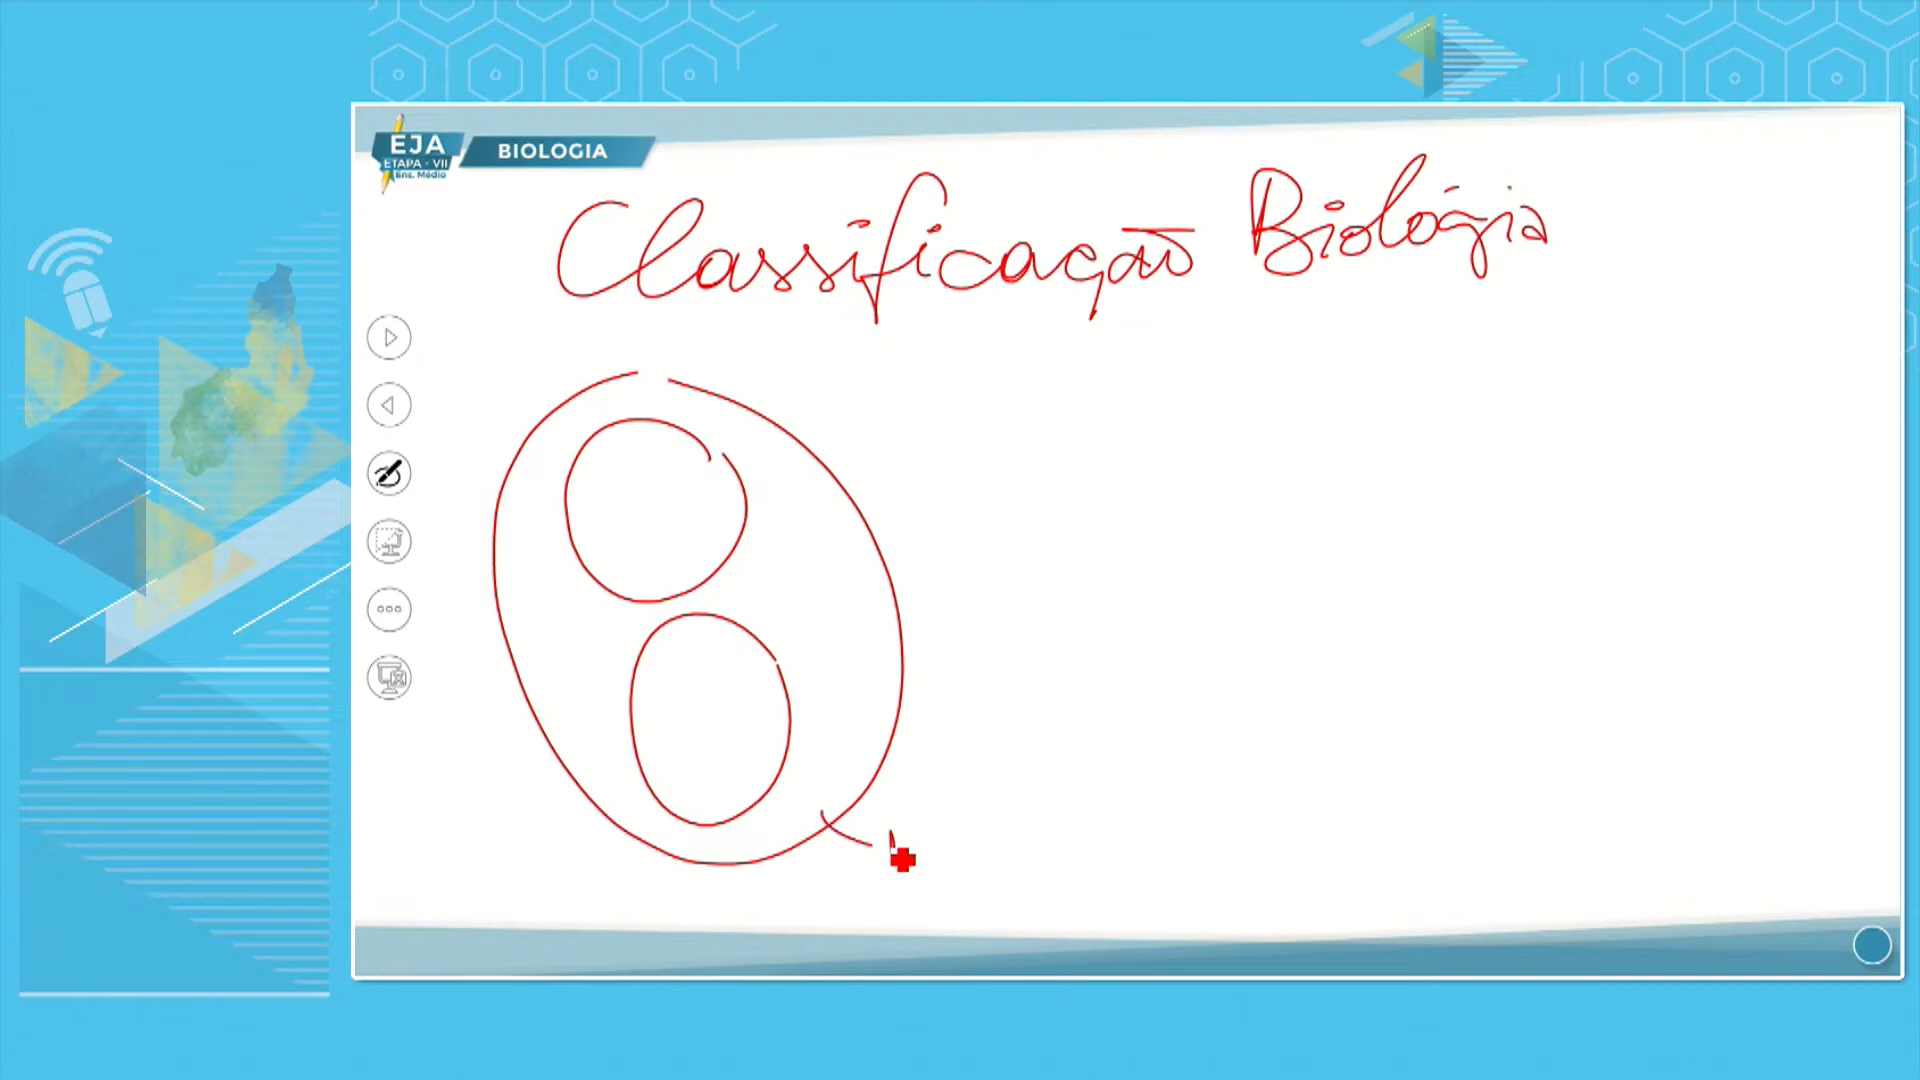 EJA
ETAPA - VII
Ens. Médio
BIOLOGIA
Classificação Biológia